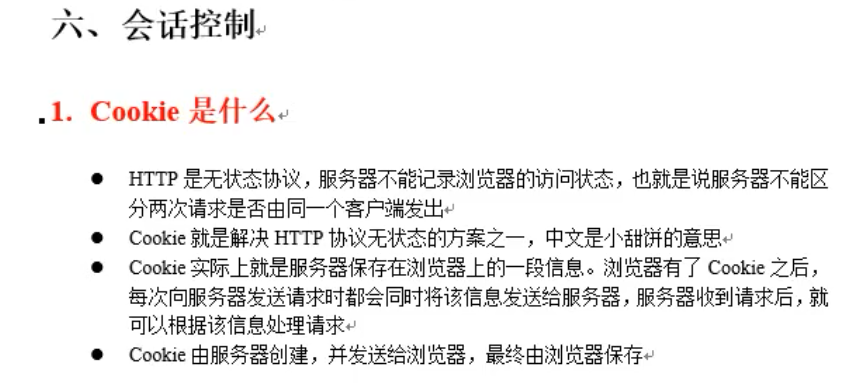 六、会话控制
1. Cookie 是什么
● HTTP 是无状态协议，服务器不能记录浏览器的访问状态，也就是说服务器不能区
分两次请求是否由同一个客户端发出
● Cookie 就是解决 HTTP 协议无状态的方案之一，中文是小甜饼的意思
● Cookie 实际上就是服务器保存在浏览器上的一段信息。浏览器有了 Cookie 之后，
每次向服务器发送请求时都会同时将该信息发送给服务器，服务器收到请求后，就
可以根据该信息处理请求
● Cookie 由服务器创建，并发送给浏览器，最终由浏览器保存